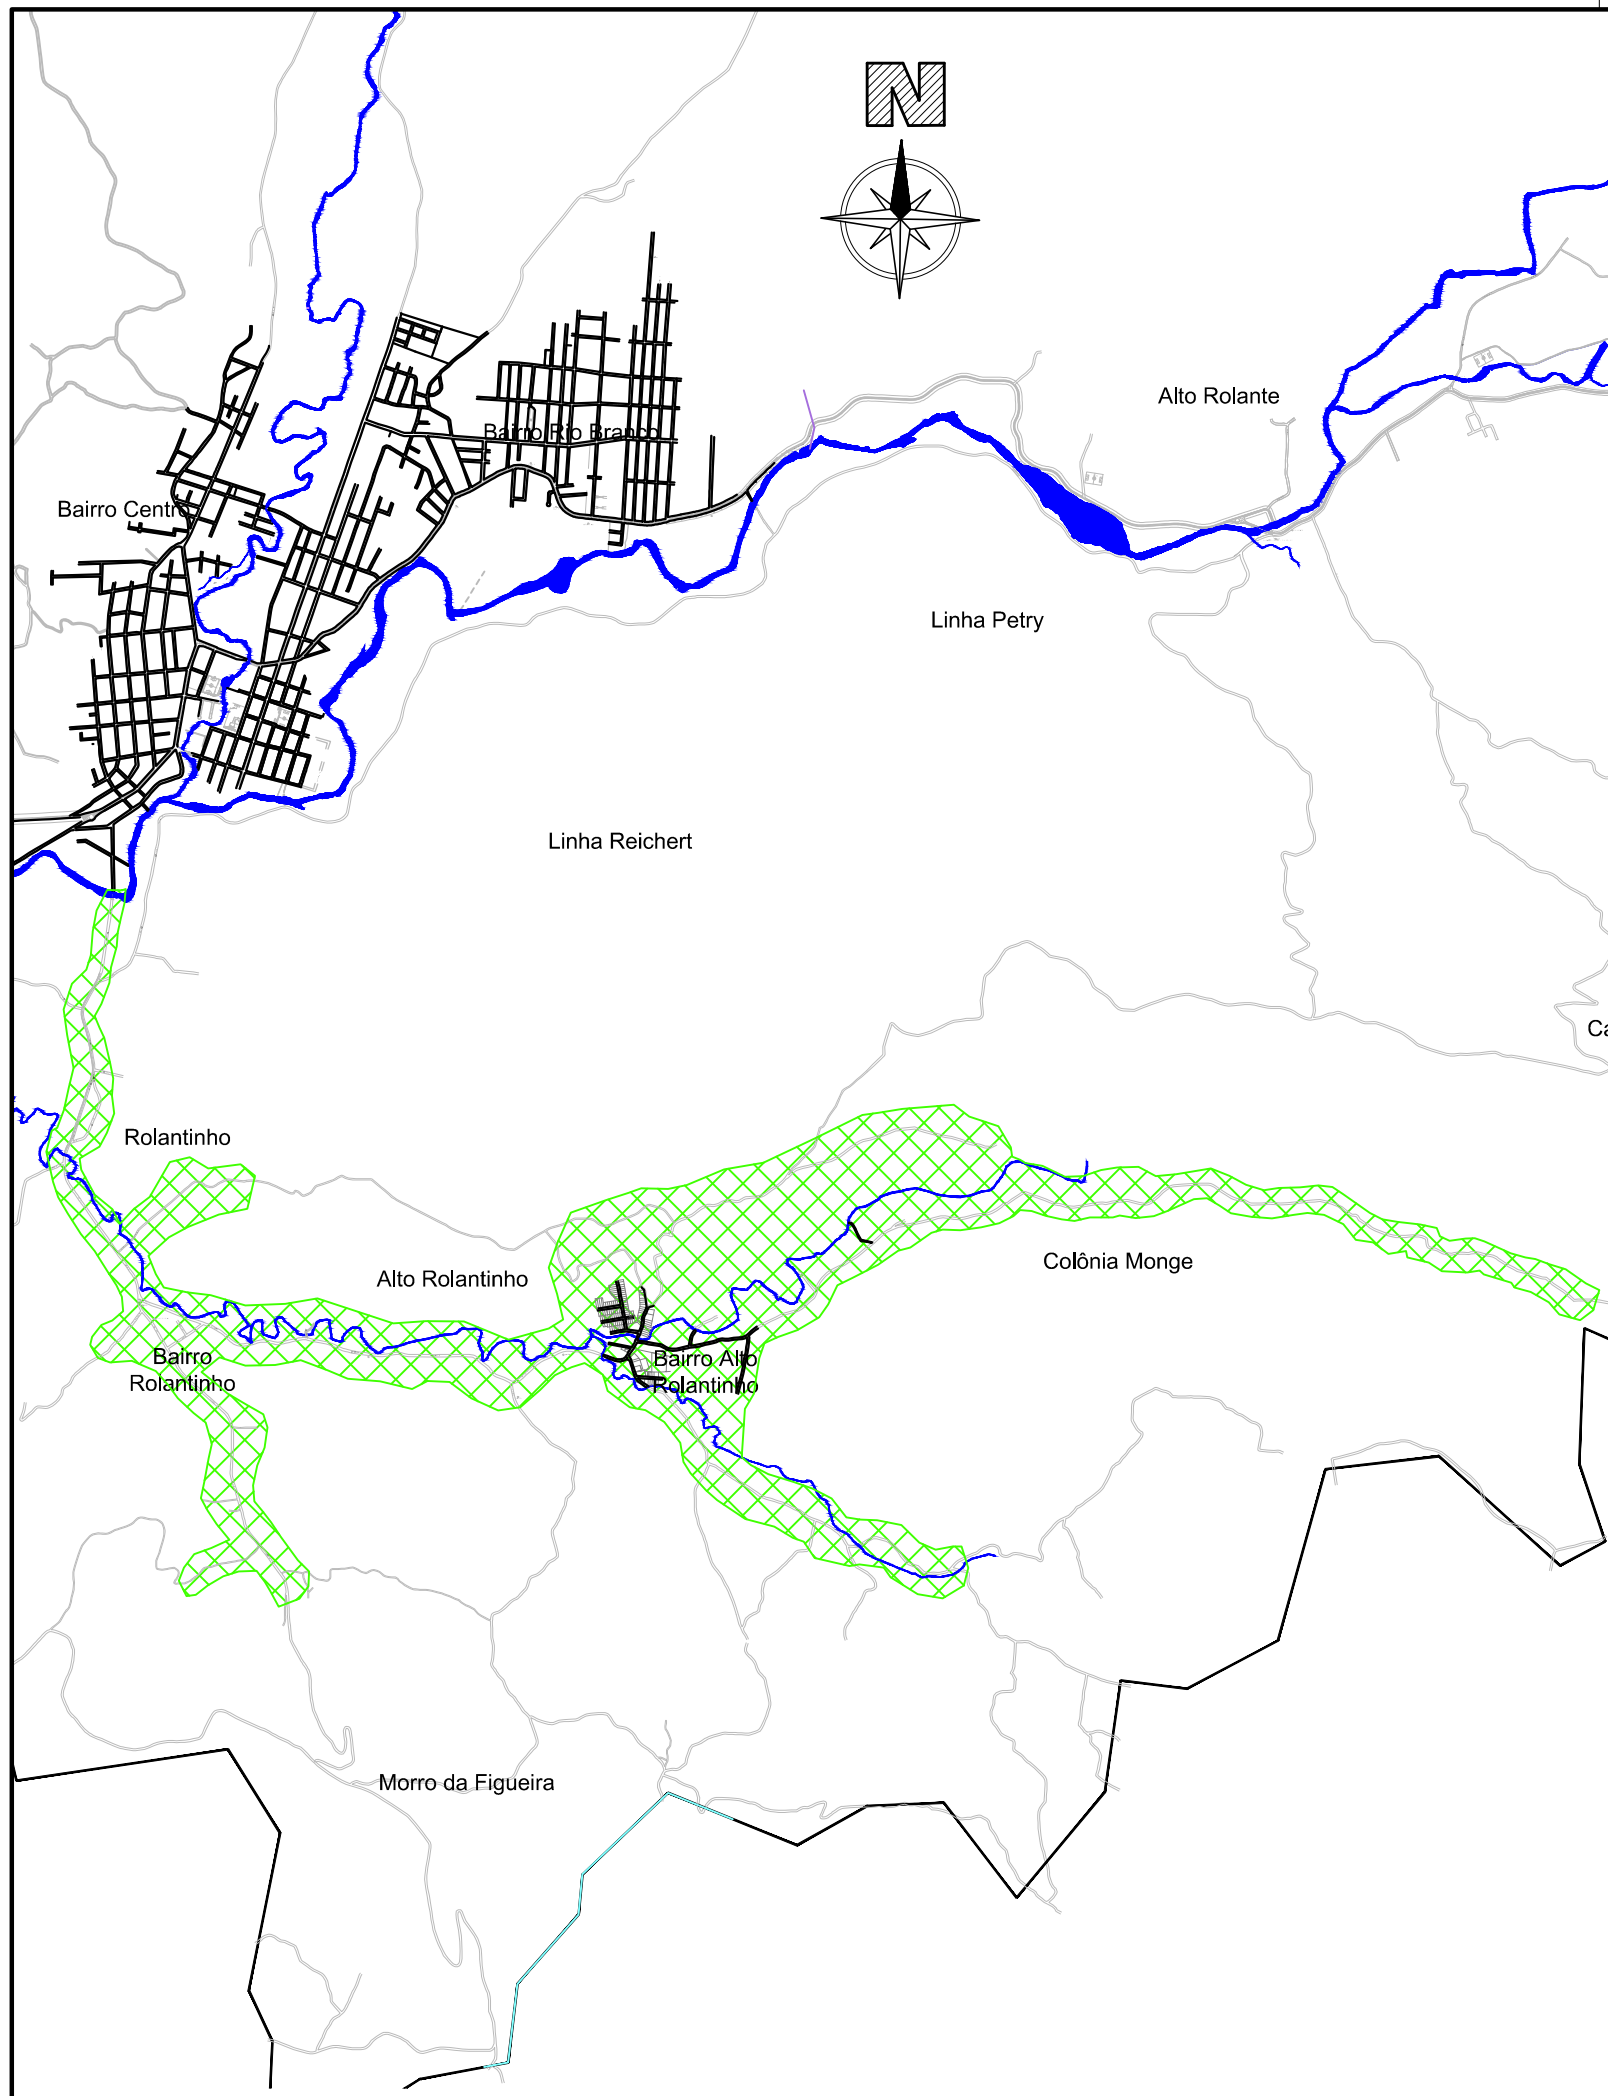 N
Alto Rolante
Bairro Rio Branco
Bairro Centro
Linha Petry
Linha Reichert
Ca
Rolantinho
Colônia Monge
Alto Rolantinho
Bairro
Rolantinho
Bairro Alto
Rolantinho
Morro da Figueira